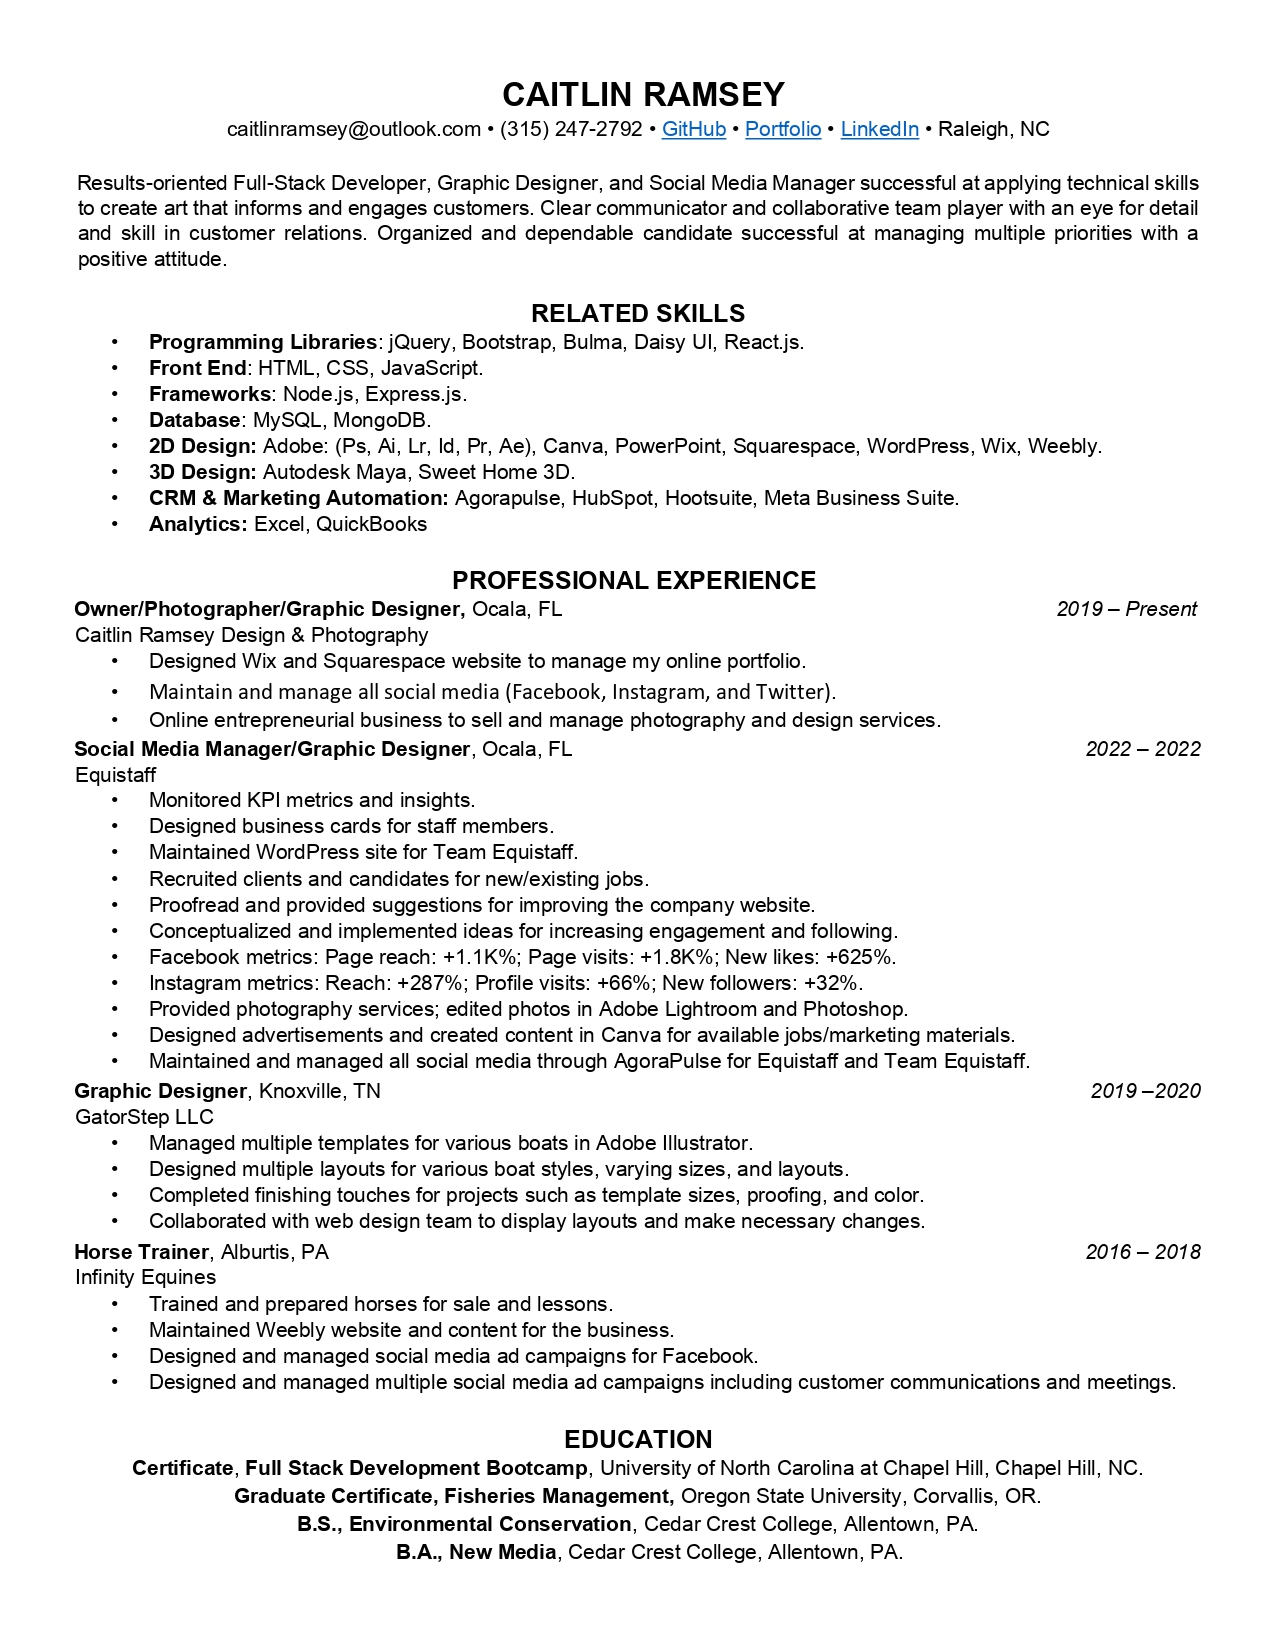 CAITLIN RAMSEY
caitlinramsey@outlook.com • (315) 247-2792 • GitHub • Portfolio • LinkedIn • Raleigh, NC
Results-oriented Full-Stack Developer, Graphic Designer, and Social Media Manager successful at applying technical skills
to create art that informs and engages customers. Clear communicator and collaborative team player with an eye for detail
and skill in customer relations. Organized and dependable candidate successful at managing multiple priorities with a
positive attitude.
RELATED SKILLS
• Programming Libraries: jQuery, Bootstrap, Bulma, Daisy UI, React.js.
• Front End: HTML, CSS, JavaScript.
• Frameworks: Node.js, Express.js.
• Database: MySQL, MongoDB.
• 2D Design: Adobe: (Ps, Ai, Lr, Id, Pr, Ae), Canva, PowerPoint, Squarespace, WordPress, Wix, Weebly.
• 3D Design: Autodesk Maya, Sweet Home 3D.
• CRM & Marketing Automation: Agorapulse, HubSpot, Hootsuite, Meta Business Suite.
• Analytics: Excel, QuickBooks
PROFESSIONAL EXPERIENCE
Owner/Photographer/Graphic Designer, Ocala, FL 2019 – Present
Caitlin Ramsey Design & Photography
• Designed Wix and Squarespace website to manage my online portfolio.
• Maintain and manage all social media (Facebook, Instagram, and Twitter).
• Online entrepreneurial business to sell and manage photography and design services.
Social Media Manager/Graphic Designer, Ocala, FL 2022 – 2022
Equistaff
• Monitored KPI metrics and insights.
• Designed business cards for staff members.
• Maintained WordPress site for Team Equistaff.
• Recruited clients and candidates for new/existing jobs.
• Proofread and provided suggestions for improving the company website.
• Conceptualized and implemented ideas for increasing engagement and following.
• Facebook metrics: Page reach: +1.1K%; Page visits: +1.8K%; New likes: +625%.
• Instagram metrics: Reach: +287%; Profile visits: +66%; New followers: +32%.
• Provided photography services; edited photos in Adobe Lightroom and Photoshop.
• Designed advertisements and created content in Canva for available jobs/marketing materials.
• Maintained and managed all social media through AgoraPulse for Equistaff and Team Equistaff.
Graphic Designer, Knoxville, TN 2019 –2020
GatorStep LLC
• Managed multiple templates for various boats in Adobe Illustrator.
• Designed multiple layouts for various boat styles, varying sizes, and layouts.
• Completed finishing touches for projects such as template sizes, proofing, and color.
• Collaborated with web design team to display layouts and make necessary changes.
Horse Trainer, Alburtis, PA 2016 – 2018
Infinity Equines
• Trained and prepared horses for sale and lessons.
• Maintained Weebly website and content for the business.
• Designed and managed social media ad campaigns for Facebook.
• Designed and managed multiple social media ad campaigns including customer communications and meetings.
EDUCATION
Certificate, Full Stack Development Bootcamp, University of North Carolina at Chapel Hill, Chapel Hill, NC.
Graduate Certificate, Fisheries Management, Oregon State University, Corvallis, OR.
B.S., Environmental Conservation, Cedar Crest College, Allentown, PA.
B.A., New Media, Cedar Crest College, Allentown, PA.